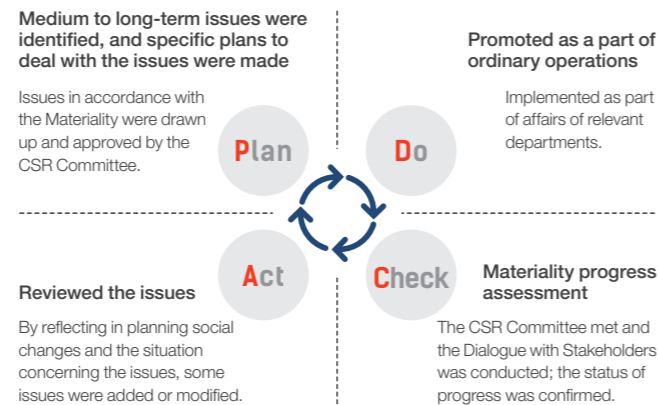 Medium to long-term issues were
identified, and specific plans to
deal with the issues were made
Issues in accordance with
the Materiality were drawn
up and approved by the
CSR Committee.
Plan
Promoted as a part of
ordinary operations
Implemented as part
of affairs of relevant
departments.
Do
Act
Reviewed the issues
By reflecting in planning social
changes and the situation
concerning the issues, some
issues were added or modified.
Check
Materiality progress
assessment
The CSR Committee met and
the Dialogue with Stakeholders
was conducted; the status of
progress was confirmed.